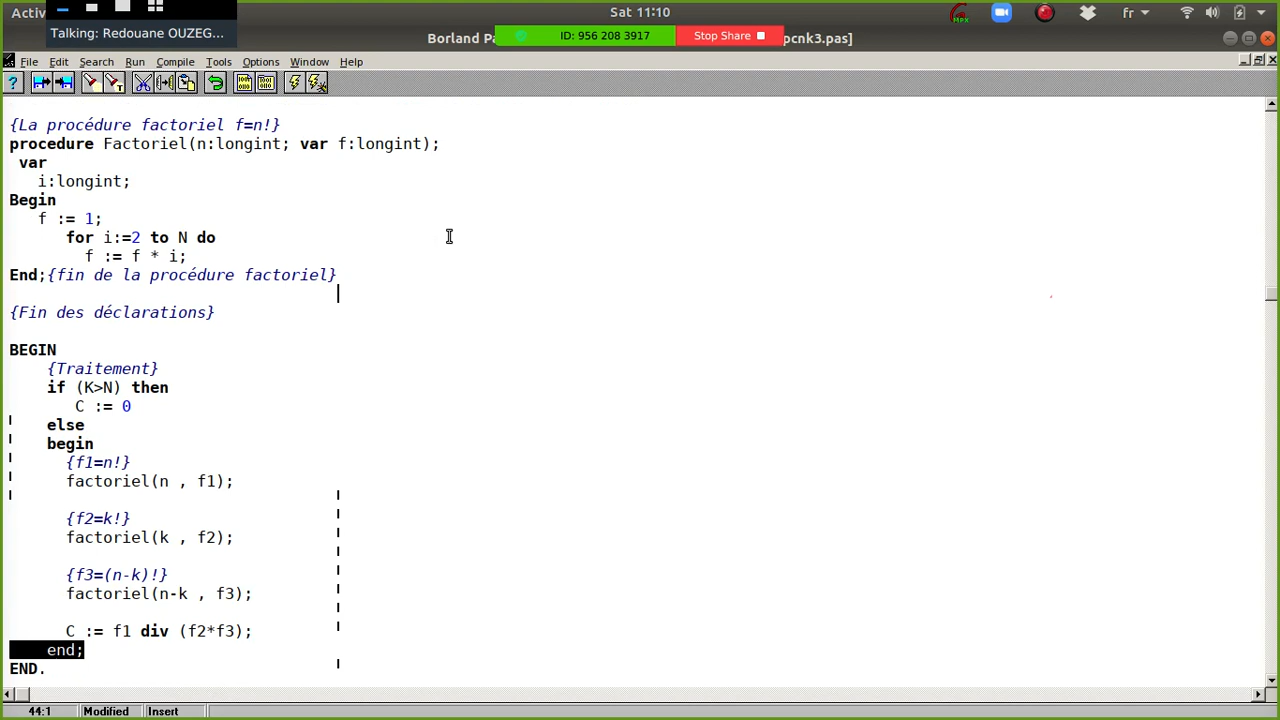 Activ
Sat 11:10
fr
Talking: Redouane OUZEG...
Borland Pa
ID: 956 208 3917
Stop Share
pcnk3.pas]
File Edit Search Run Compile Tools Options Window Help
{La procédure factoriel f=n!}
procedure Factoriel(n:longint; var f:longint);
var
i:longint;
Begin
f := 1;
for i:=2 to N do
f := f * i;
End;{fin de la procédure factoriel}
{Fin des déclarations}
BEGIN
{Traitement}
if (K>N) then
C := 0
else
begin
{f1=n!}
factoriel(n , f1);
{f2=k!}
factoriel(k , f2);
{f3=(n-k)!}
factoriel(n-k , f3);
C := f1 div (f2*f3);
end;
END.
44:1 Modified Insert